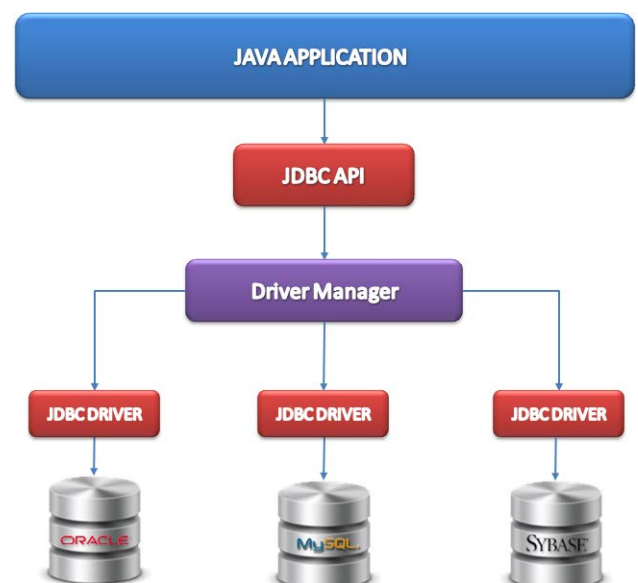 JAVA APPLICATION
JDBC API
Driver Manager
JDBC DRIVER
JDBC DRIVER
JDBC DRIVER
ORACLE
MySQL
SYBASE